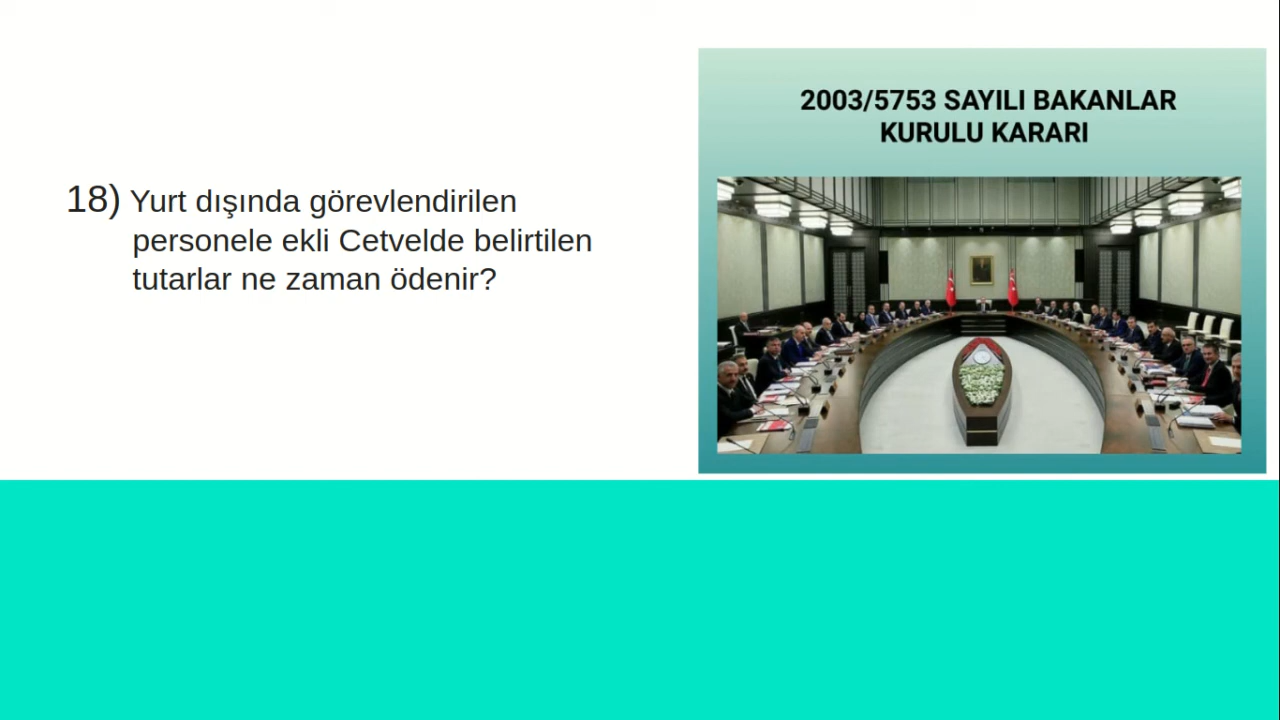 18) Yurt dışında görevlendirilen
personele ekli Cetvelde belirtilen
tutarlar ne zaman ödenir?
2003/5753 SAYILI BAKANLAR
KURULU KARARI